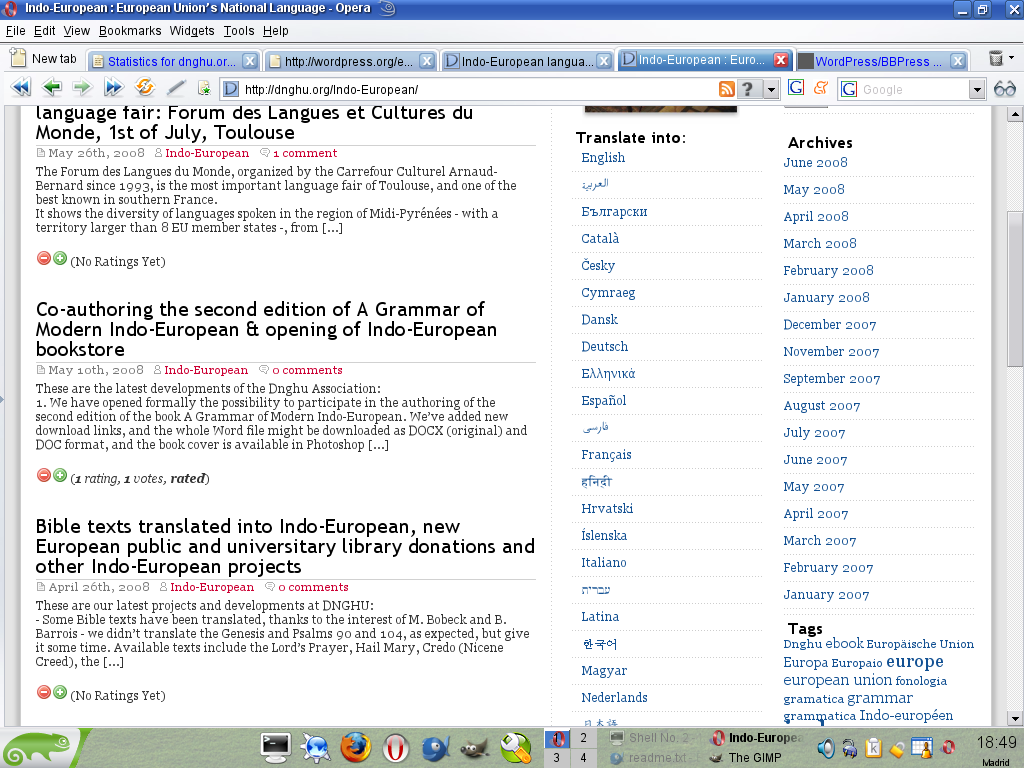 Indo-European : European Union's National Language - Opera
File Edit View Bookmarks Widgets Tools Help
New tab
Statistics for dnghu.or...
http://wordpress.org/e...
Indo-European langua...
Indo-European : Euro...
WordPress/BBPress ...
http://dnghu.org/Indo-European/
Google
language fair: Forum des Langues et Cultures du
Monde, 1st of July, Toulouse
May 26th, 2008 Indo-European 1 comment
The Forum des Langues du Monde, organized by the Carrefour Culturel Arnaud-
Bernard since 1993, is the most important language fair of Toulouse, and one of the
best known in southern France.
It shows the diversity of languages spoken in the region of Midi-Pyrénées - with a
territory larger than 8 EU member states -, from [...]
(No Ratings Yet)
Co-authoring the second edition of A Grammar of
Modern Indo-European & opening of Indo-European
bookstore
May 10th, 2008 Indo-European 0 comments
These are the latest developments of the Dnghu Association:
1. We have opened formally the possibility to participate in the authoring of the
second edition of the book A Grammar of Modern Indo-European. We've added new
download links, and the whole Word file might be downloaded as DOCX (original) and
DOC format, and the book cover is available in Photoshop [...]
(1 rating, 1 votes, rated)
Bible texts translated into Indo-European, new
European public and universitary library donations and
other Indo-European projects
April 26th, 2008 Indo-European 0 comments
These are our latest projects and developments at DNGHU:
- Some Bible texts have been translated, thanks to the interest of M. Bobeck and B.
Barrois - we didn't translate the Genesis and Psalms 90 and 104, as expected, but give
it some time. Available texts include the Lord's Prayer, Hail Mary, Credo (Nicene
Creed), the [...]
(No Ratings Yet)
Translate into:
English
العربية
Български
Català
Česky
Cymraeg
Dansk
Deutsch
Ελληνικά
Español
فارسی
Français
हिन्दी
Hrvatski
Íslenska
Italiano
עברית
Latina
한국어
Magyar
Nederlands
日本語
Archives
June 2008
May 2008
April 2008
March 2008
February 2008
January 2008
December 2007
November 2007
September 2007
August 2007
July 2007
June 2007
May 2007
April 2007
March 2007
February 2007
January 2007
Tags
Dnghu ebook Europäische Union
Europa Europaio europe
european union fonologia
gramatica grammar
grammatica Indo-européen
1 2
3 4
Shell No. 2 -
Indo-Europe
readme.txt
The GIMP
18:49
Madrid